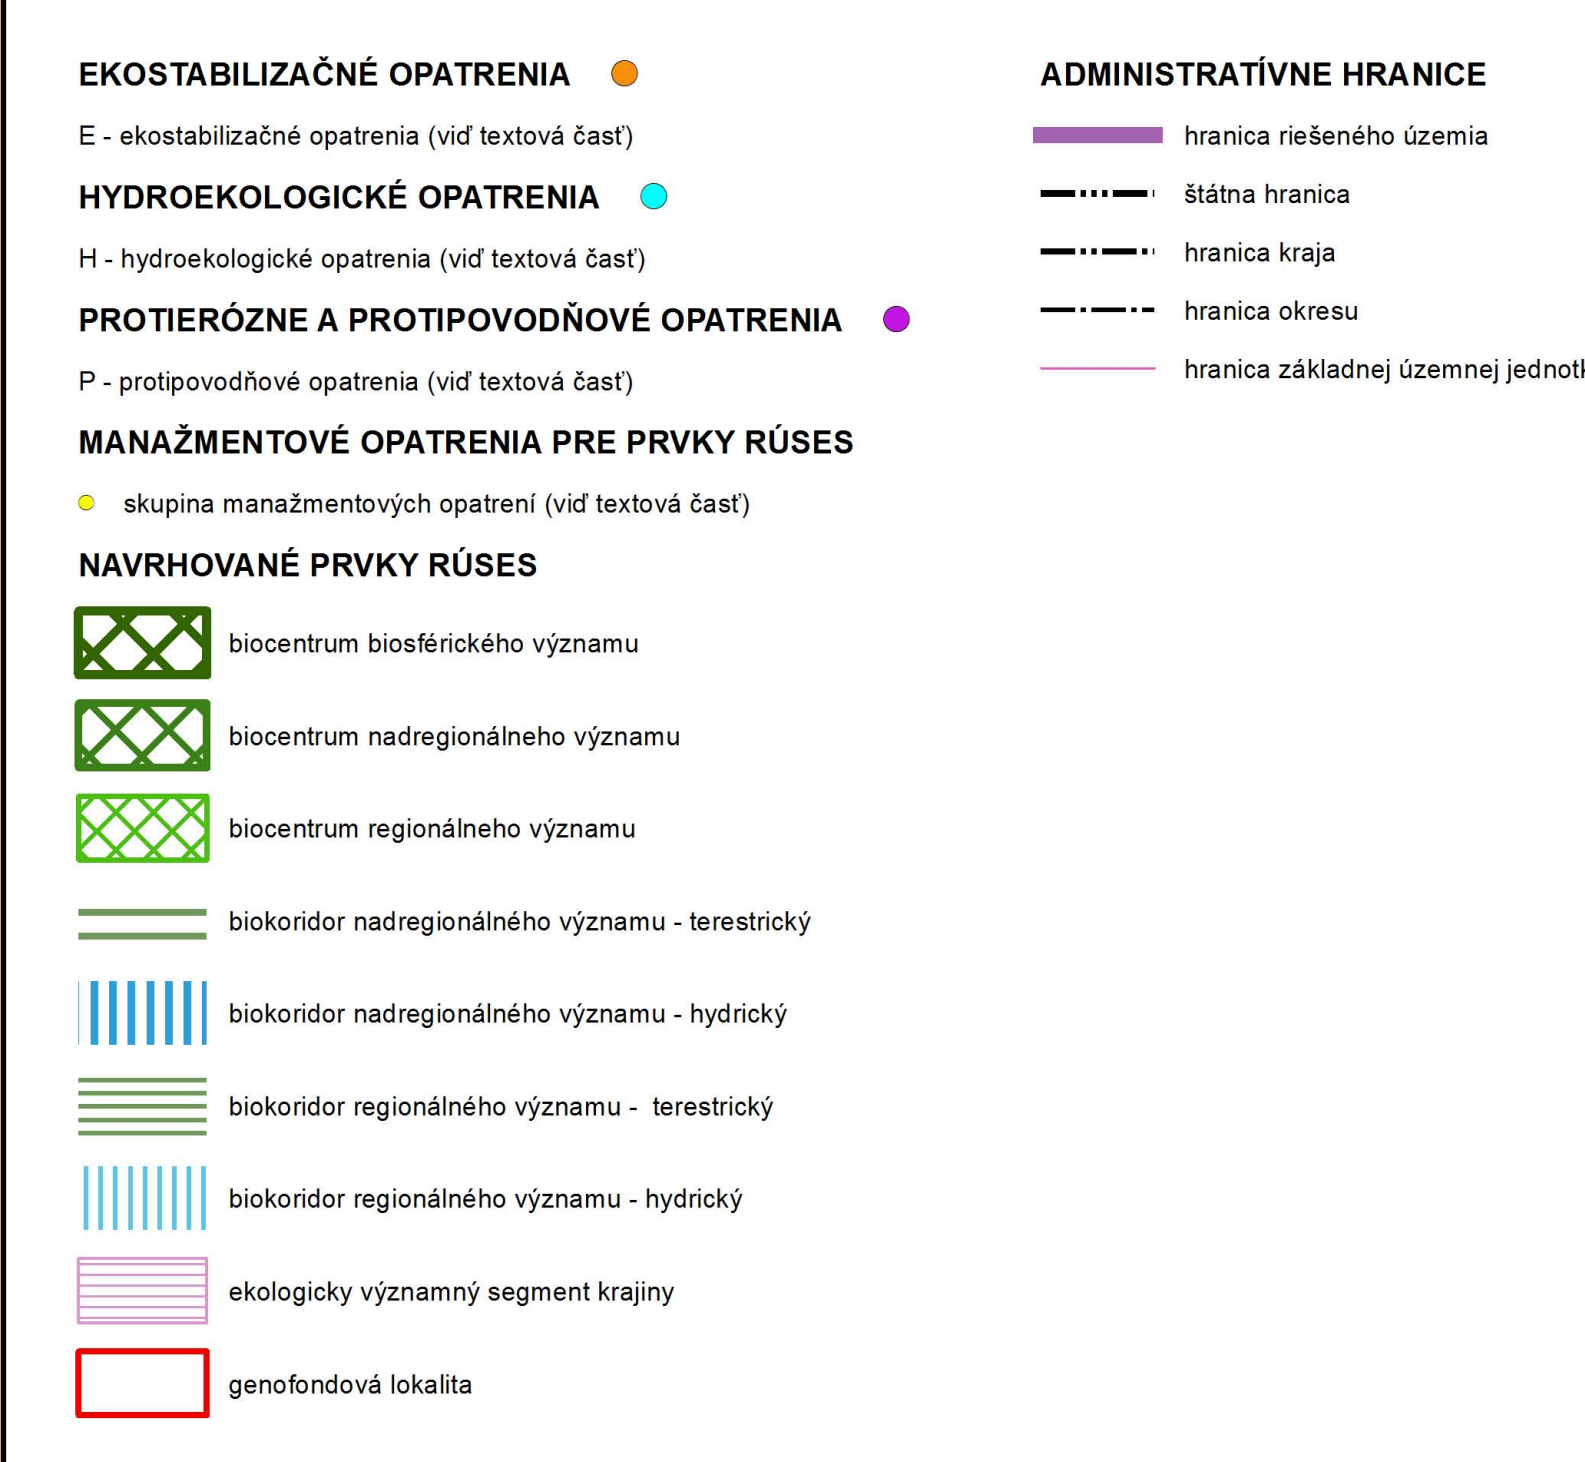 EKOSTABILIZAČNÉ OPATRENIA
E - ekostabilizačné opatrenia (viď textová časť)
HYDROEKOLOGICKÉ OPATRENIA
H - hydroekologické opatrenia (viď textová časť)
PROTIERÓZNE A PROTIPOVODŇOVÉ OPATRENIA
P - protipovodňové opatrenia (viď textová časť)
MANAŽMENTOVÉ OPATRENIA PRE PRVKY RÚSES
skupina manažmentových opatrení (viď textová časť)
NAVRHOVANÉ PRVKY RÚSES
biocentrum biosférického významu
biocentrum nadregionálneho významu
biocentrum regionálneho významu
biokoridor nadregionálného významu - terestrický
biokoridor nadregionálného významu - hydrický
biokoridor regionálného významu - terestrický
biokoridor regionálného významu - hydrický
ekologicky významný segment krajiny
genofondová lokalita
ADMINISTRATÍVNE HRANICE
hranica riešeného územia
štátna hranica
hranica kraja
hranica okresu
hranica základnej územnej